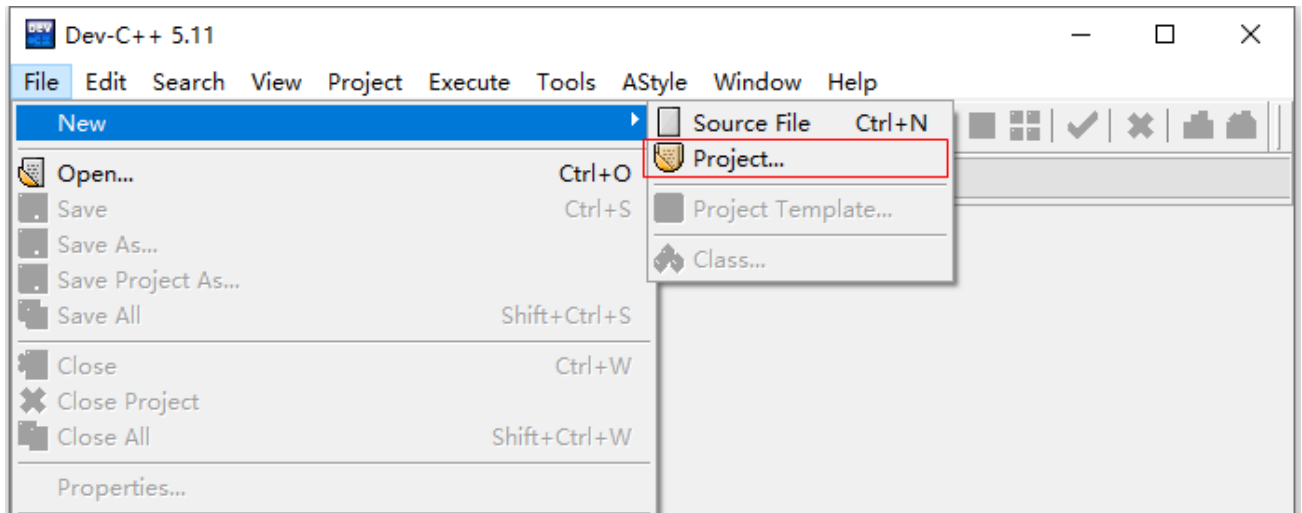 Dev-C++ 5.11
File Edit Search View Project Execute Tools AStyle Window Help
New
Source File Ctrl+N
Project...
Project Template...
Class...
Open... Ctrl+O
Save Ctrl+S
Save As...
Save Project As...
Save All Shift+Ctrl+S
Close Ctrl+W
Close Project
Close All Shift+Ctrl+W
Properties...